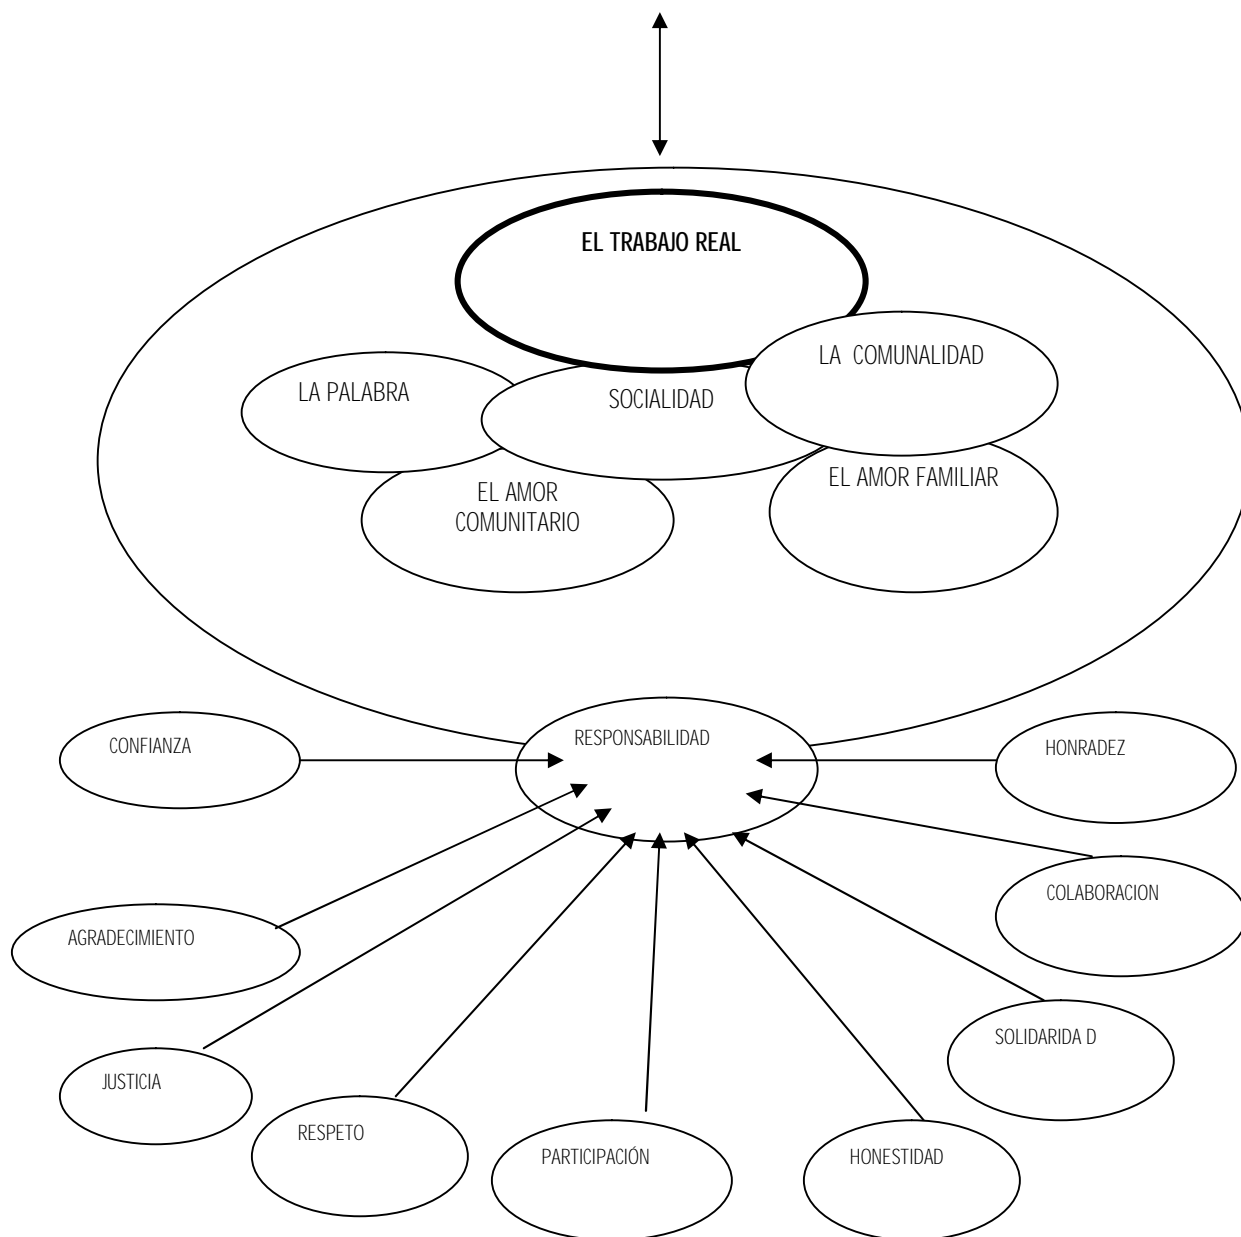 EL TRABAJO REAL
LA COMUNALIDAD
LA PALABRA
SOCIALIDAD
EL AMOR FAMILIAR
EL AMOR
COMUNITARIO
RESPONSABILIDAD
CONFIANZA
HONRADEZ
COLABORACION
AGRADECIMIENTO
SOLIDARIDA D
JUSTICIA
RESPETO
PARTICIPACIÓN
HONESTIDAD